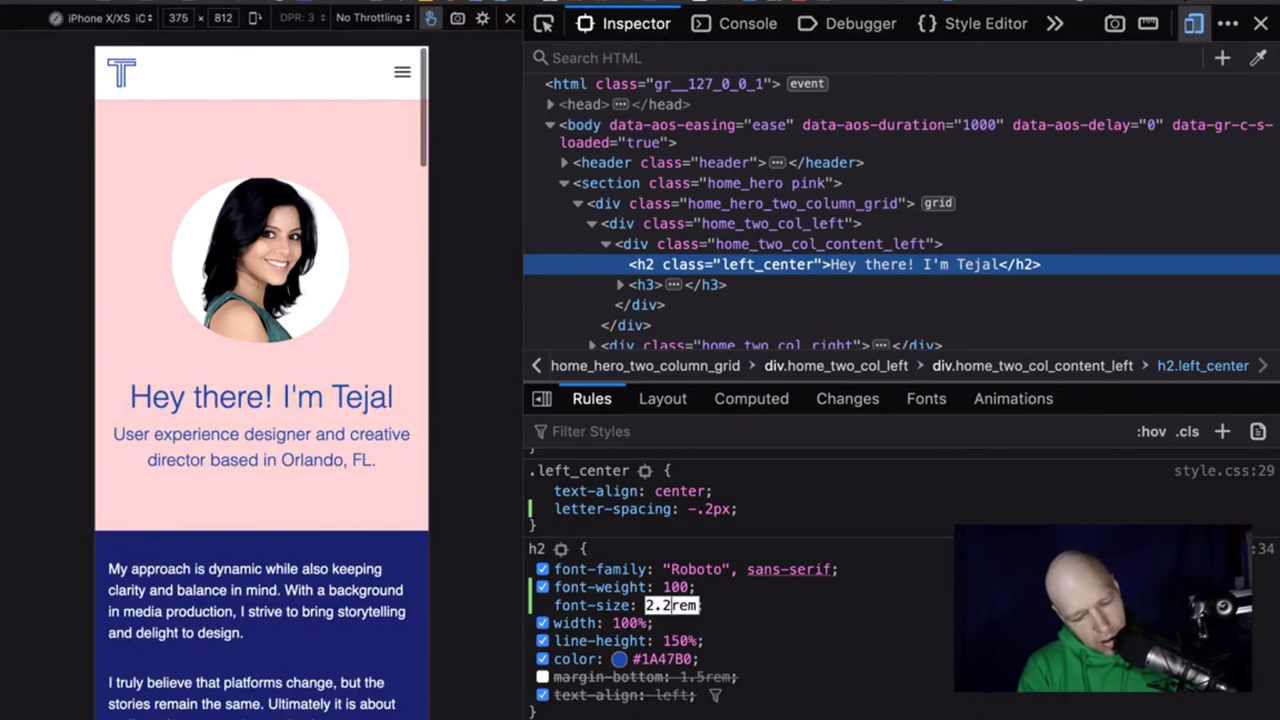 iPhone X/XS iC 375 × 812 DPR: 3 No Throttling
Inspector Console Debugger {} Style Editor
Search HTML
<html class="gr__127_0_0_1"> event
<head> </head>
<body data-aos-easing="ease" data-aos-duration="1000" data-aos-delay="0" data-gr-c-s-
loaded="true">
<header class="header"> </header>
<section class="home_hero pink">
<div class="home_hero_two_column_grid"> grid
<div class="home_two_col_left">
<div class="home_two_col_content_left">
<h2 class="left_center">Hey there! I'm Tejal</h2>
<h3> </h3>
</div>
</div>
<div class="home_two_col_right"> </div>
home_hero_two_column_grid > div.home_two_col_left > div.home_two_col_content_left > h2.left_center
Rules Layout Computed Changes Fonts Animations
Filter Styles :hov .cls +
}
.left_center { style.css:29
text-align: center;
letter-spacing: -.2px;
}
h2 { :34
font-family: "Roboto", sans-serif;
font-weight: 100;
font-size: 2.2rem;
width: 100%;
line-height: 150%;
color: #1A47B0;
margin-bottom: 1.5rem;
text-align: left;
}
T
Hey there! I'm Tejal
User experience designer and creative
director based in Orlando, FL.
My approach is dynamic while also keeping
clarity and balance in mind. With a background
in media production, I strive to bring storytelling
and delight to design.
I truly believe that platforms change, but the
stories remain the same. Ultimately it is about